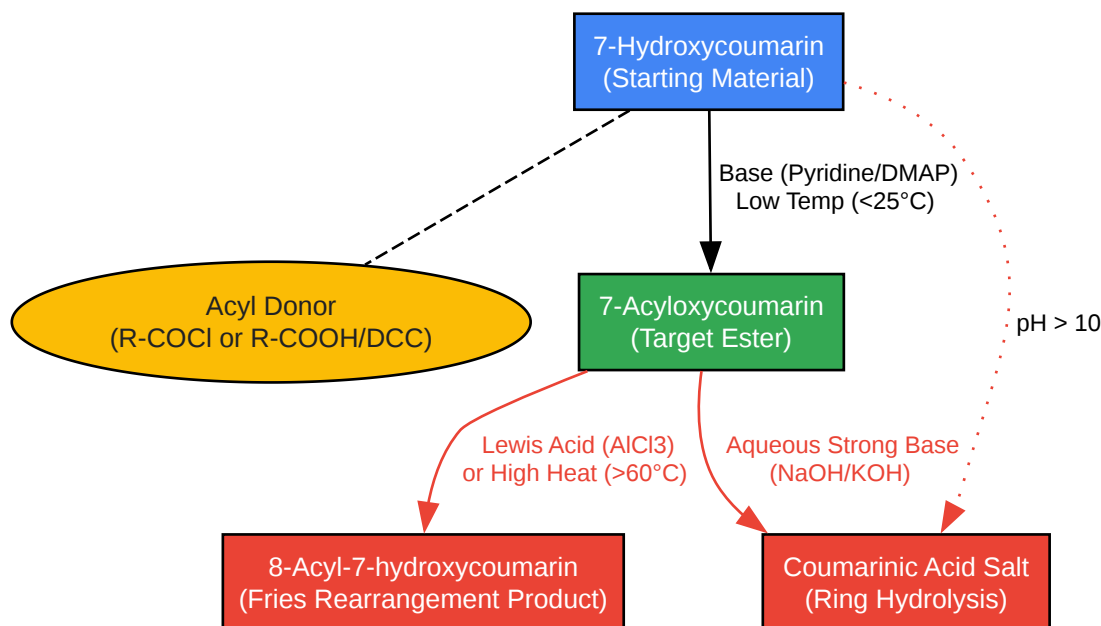 7-Hydroxycoumarin
(Starting Material)
Base (Pyridine/DMAP)
Low Temp (<25°C)
Acyl Donor
(R-COCl or R-COOH/DCC)
7-Acyloxycoumarin
(Target Ester)
pH > 10
Lewis Acid (AlCl3)
or High Heat (>60°C)
Aqueous Strong Base
(NaOH/KOH)
8-Acyl-7-hydroxycoumarin
(Fries Rearrangement Product)
Coumarinic Acid Salt
(Ring Hydrolysis)